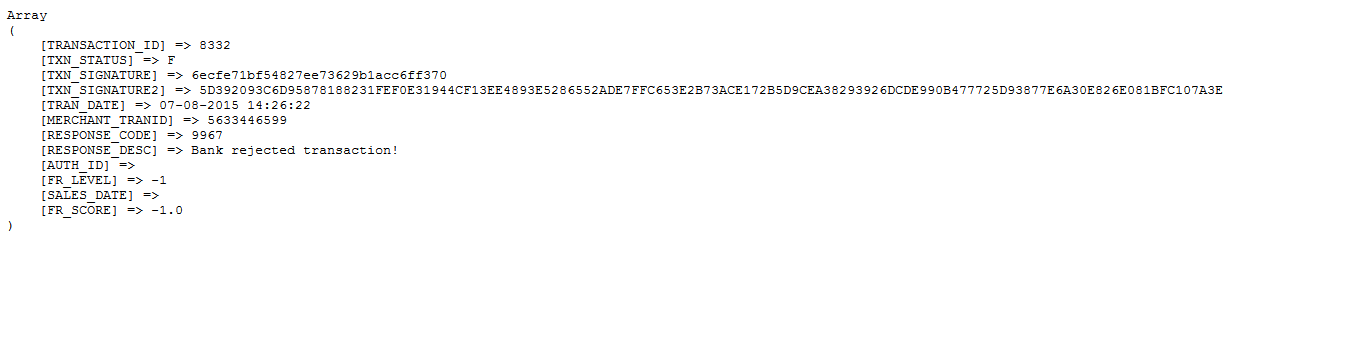 Array
(
    [TRANSACTION_ID] => 8332
    [TXN_STATUS] => F
    [TXN_SIGNATURE] => 6ecfe71bf54827ee73629b1acc6ff370
    [TXN_SIGNATURE2] => 5D392093C6D95878188231FEF0E31944CF13EE4893E5286552ADE7FFC653E2B73ACE172B5D9CEA38293926DCDE990B477725D93877E6A30E826E081BFC107A3E
    [TRAN_DATE] => 07-08-2015 14:26:22
    [MERCHANT_TRANID] => 5633446599
    [RESPONSE_CODE] => 9967
    [RESPONSE_DESC] => Bank rejected transaction!
    [AUTH_ID] =>
    [FR_LEVEL] => -1
    [SALES_DATE] =>
    [FR_SCORE] => -1.0
)